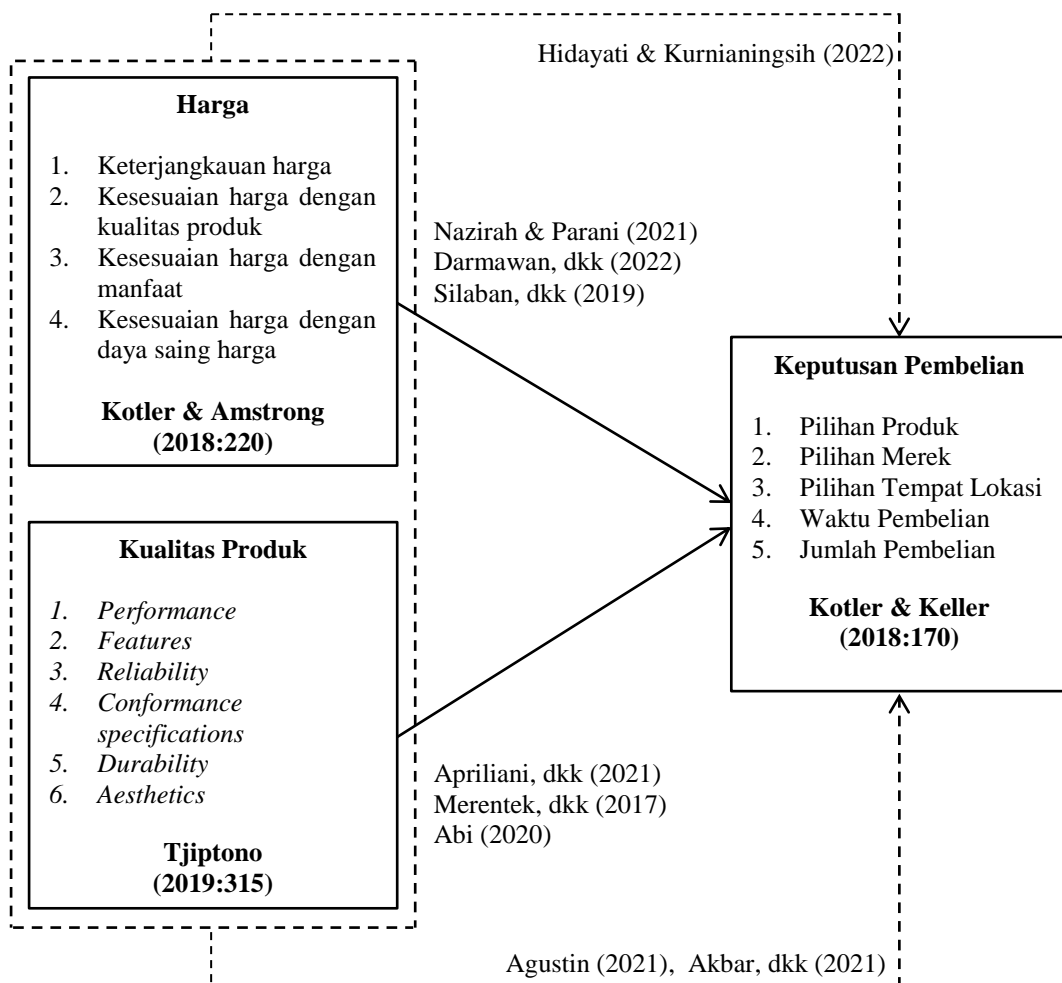 Hidayati & Kurnianingsih (2022)
Harga
1. Keterjangkauan harga
2. Kesesuaian harga dengan
kualitas produk
3. Kesesuaian harga dengan
manfaat
4. Kesesuaian harga dengan
daya saing harga
Kotler & Amstrong
(2018:220)
Nazirah & Parani (2021)
Darmawan, dkk (2022)
Silaban, dkk (2019)
Keputusan Pembelian
1. Pilihan Produk
2. Pilihan Merek
3. Pilihan Tempat Lokasi
4. Waktu Pembelian
5. Jumlah Pembelian
Kotler & Keller
(2018:170)
Kualitas Produk
1. Performance
2. Features
3. Reliability
4. Conformance
specifications
5. Durability
6. Aesthetics
Tjiptono
(2019:315)
Apriliani, dkk (2021)
Merentek, dkk (2017)
Abi (2020)
Agustin (2021), Akbar, dkk (2021)